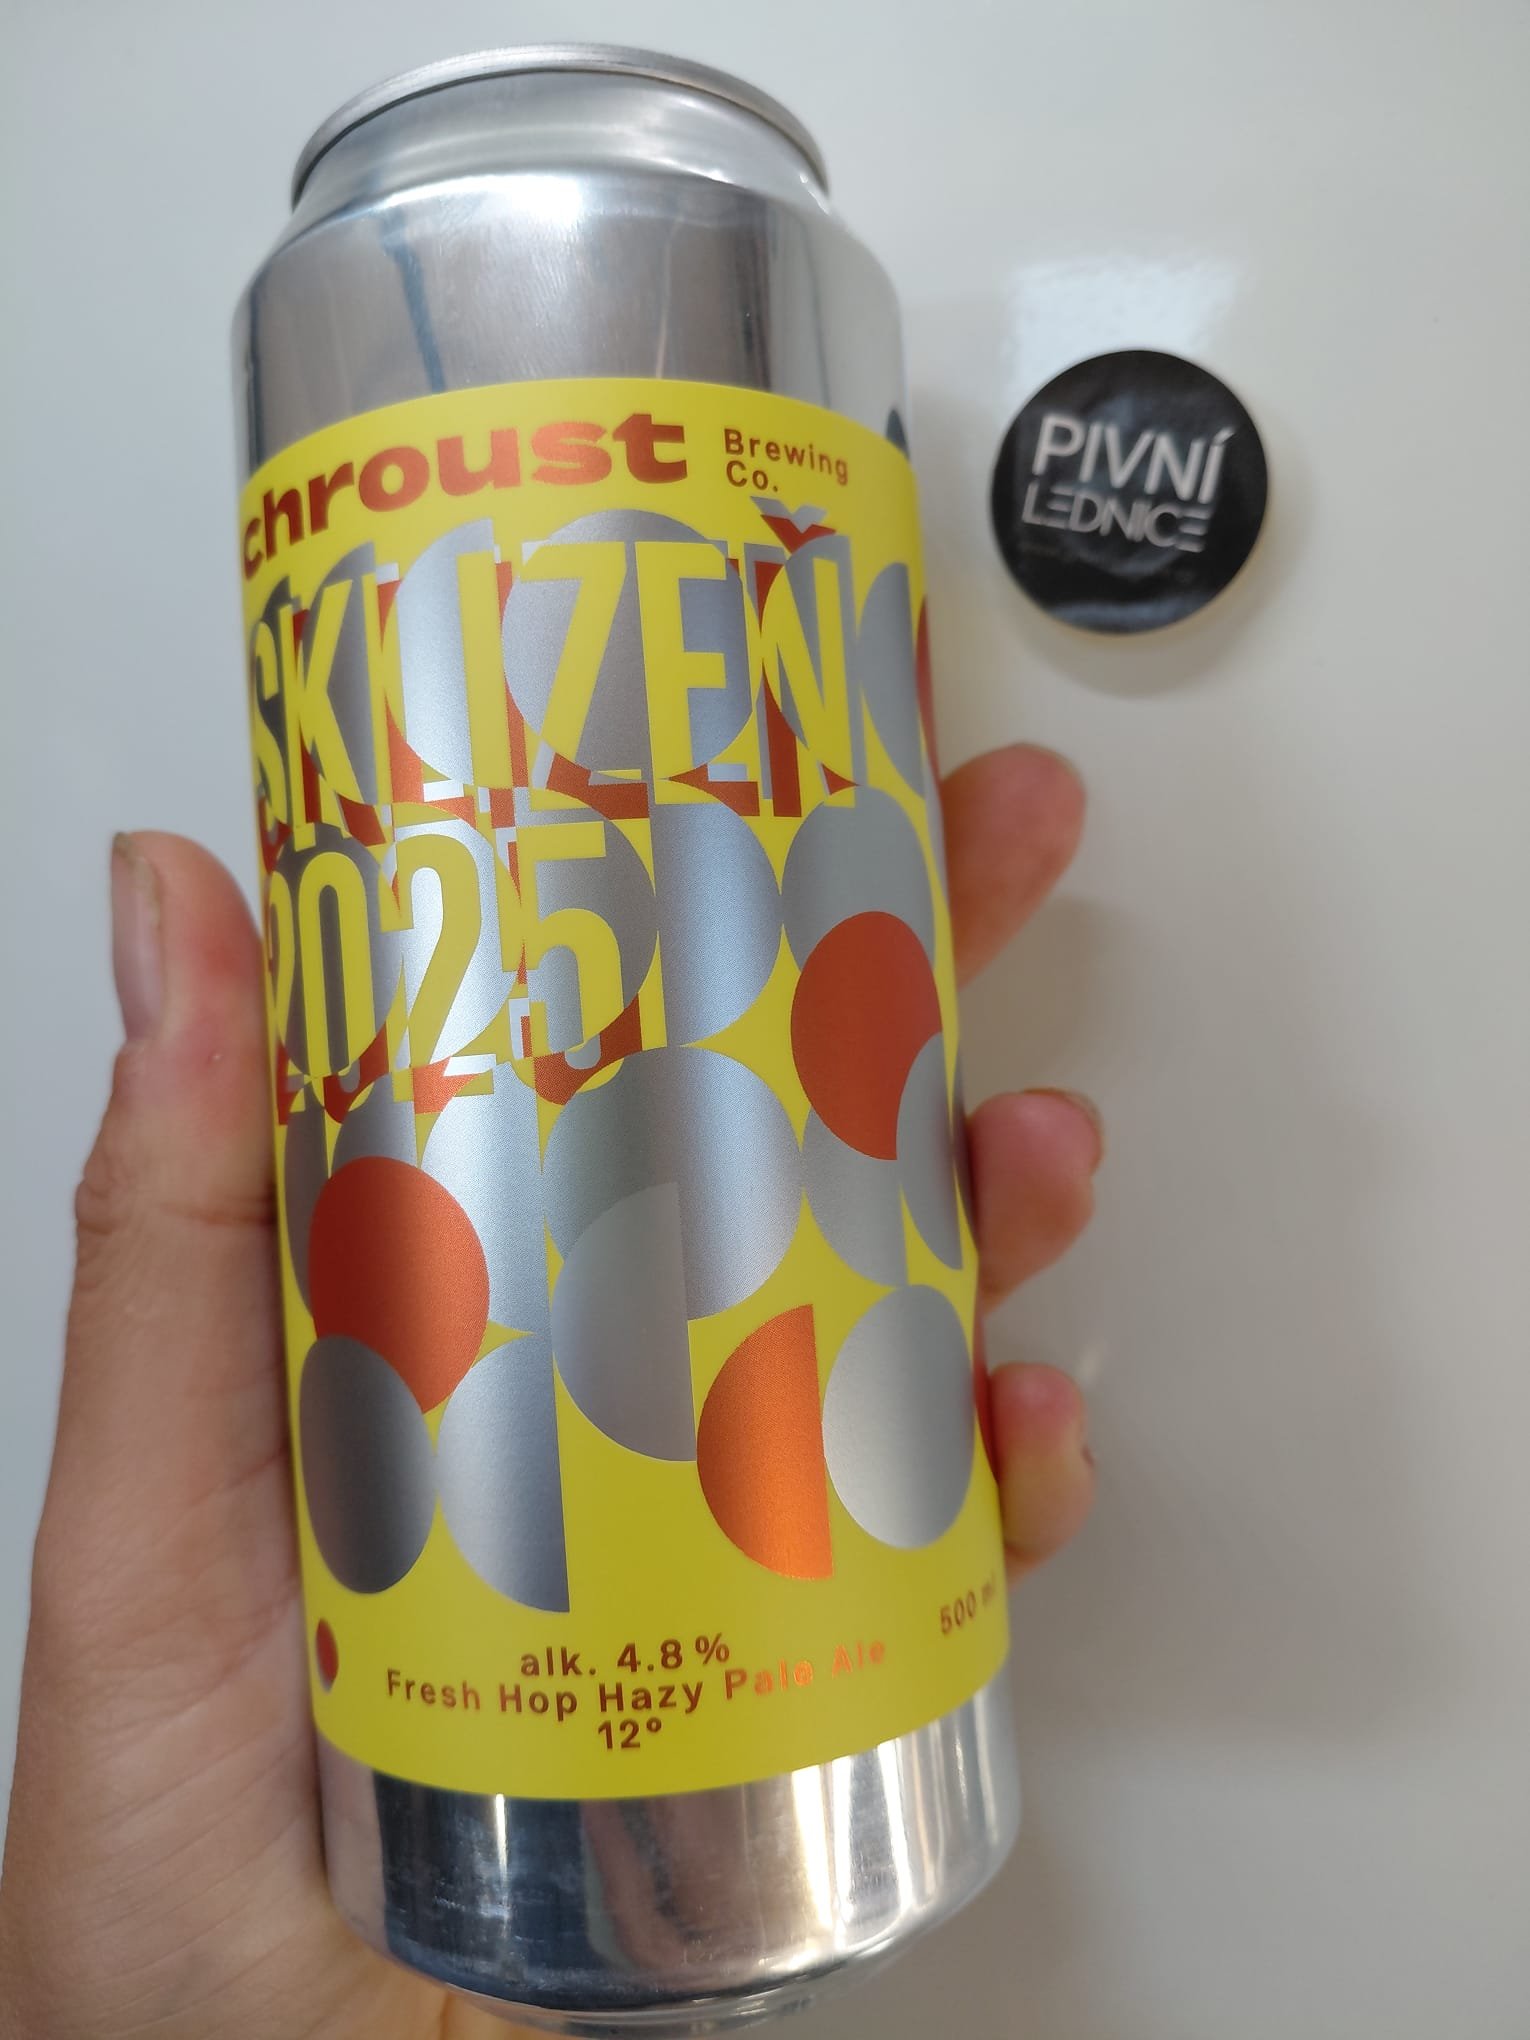 chroust
Brewing
Co.
SKLIZEŇ
2025
alk. 4.8 %
Fresh Hop Hazy Pale Ale
12°
500 ml
PIVNÍ
LEDNICE